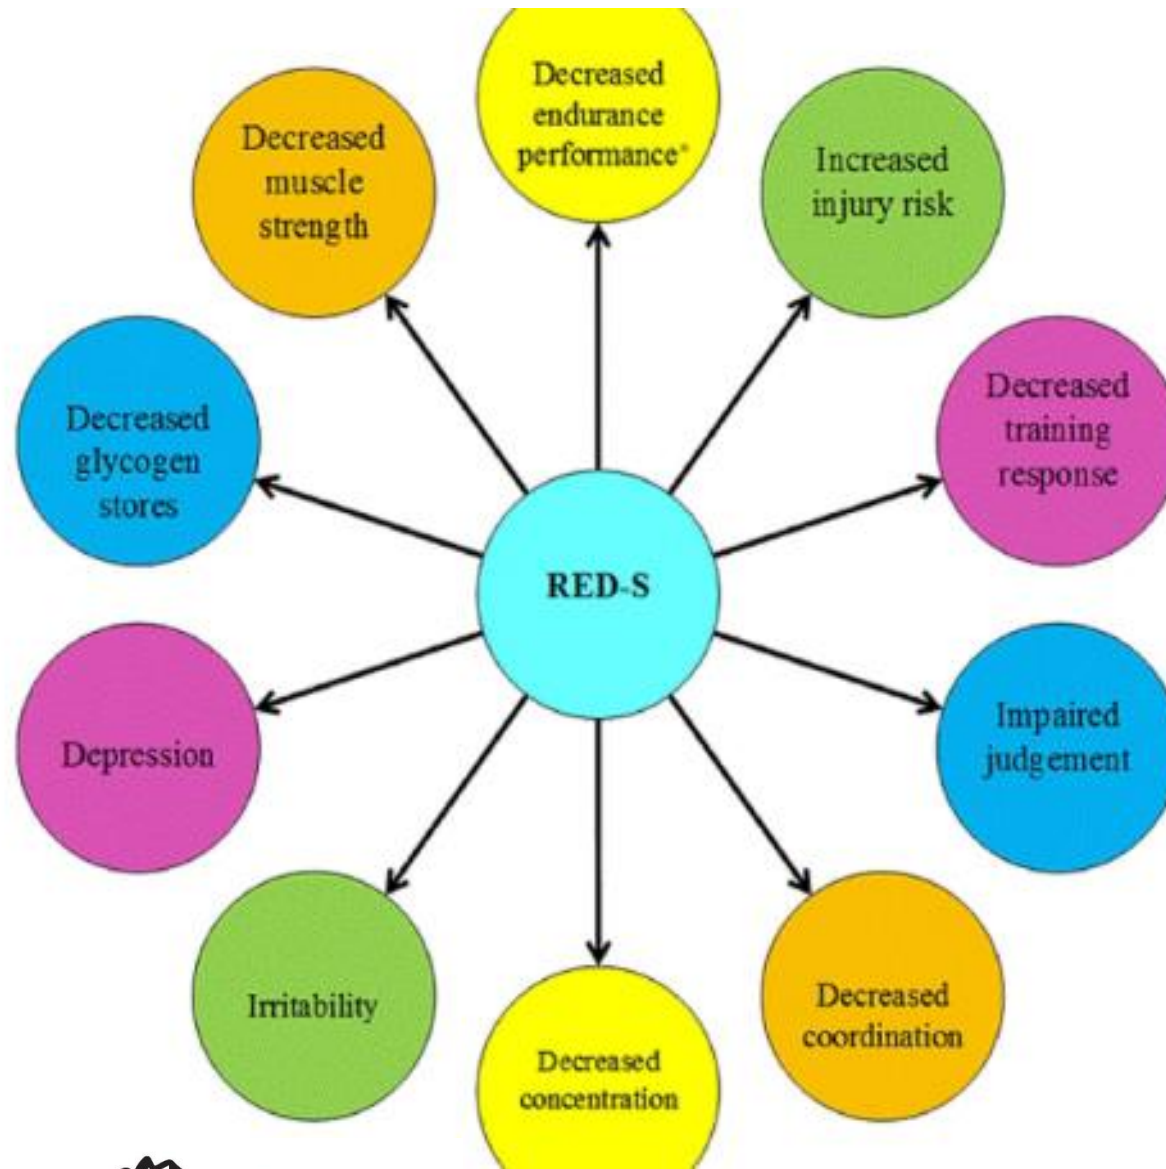 Decreased
endurance
performance*
Increased
injury risk
Decreased
training
response
Impaired
judgement
Decreased
coordination
Decreased
concentration
Irritability
Depression
Decreased
glycogen
stores
Decreased
muscle
strength
RED-S